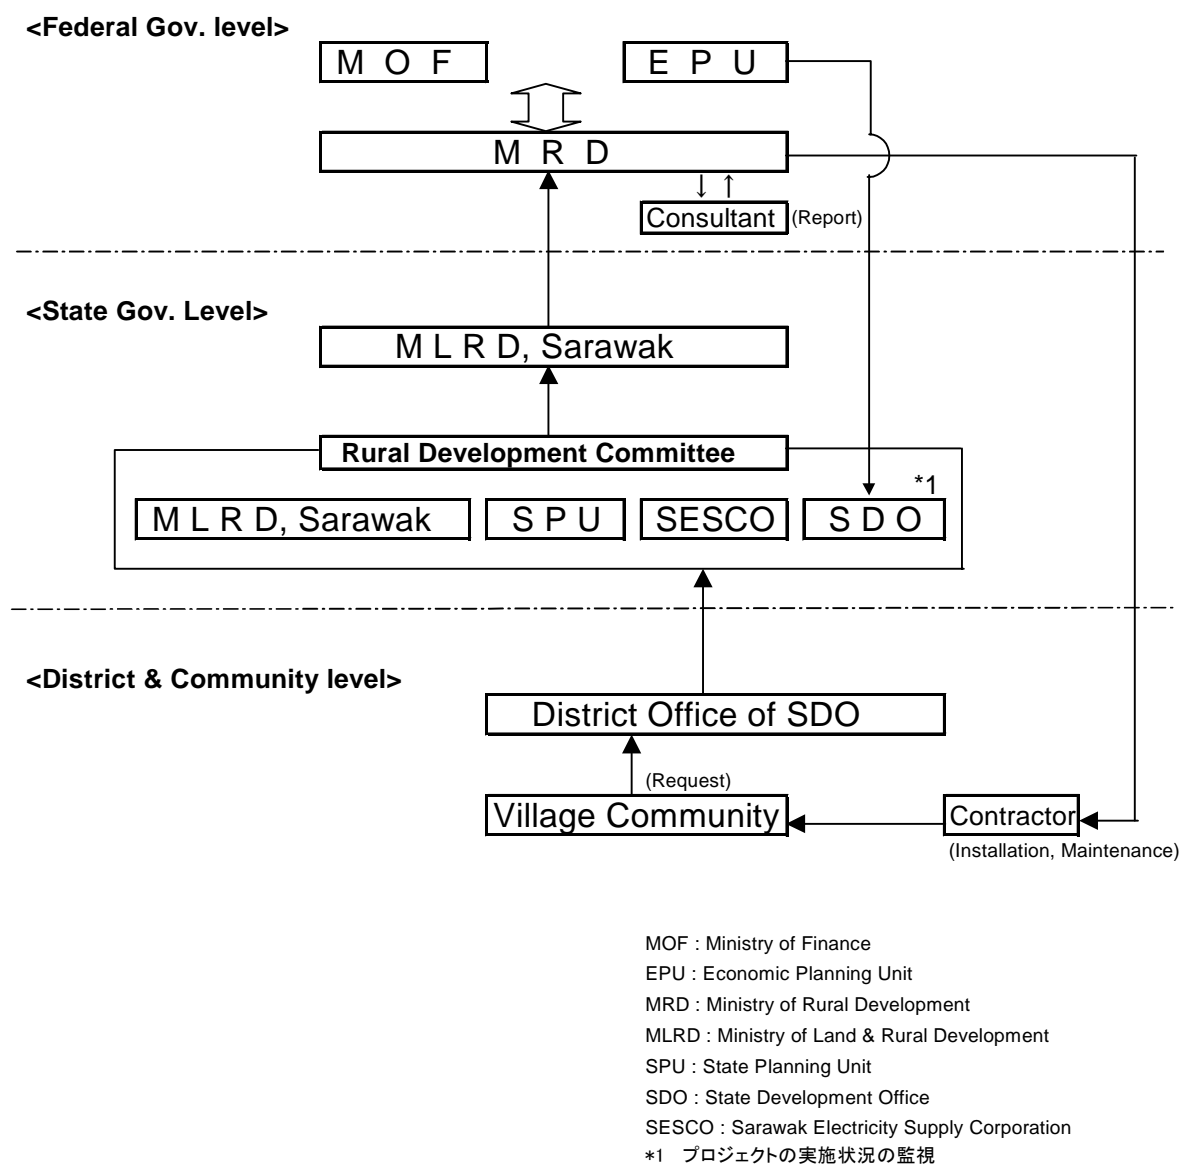 <Federal Gov. level>
M O F
E P U
M R D
↓ ↑
Consultant (Report)
<State Gov. Level>
M L R D, Sarawak
Rural Development Committee
*1
M L R D, Sarawak
S P U
SESCO
S D O
<District & Community level>
District Office of SDO
(Request)
Village Community
Contractor
(Installation, Maintenance)
MOF : Ministry of Finance
EPU : Economic Planning Unit
MRD : Ministry of Rural Development
MLRD : Ministry of Land & Rural Development
SPU : State Planning Unit
SDO : State Development Office
SESCO : Sarawak Electricity Supply Corporation
*1 プロジェクトの実施状況の監視